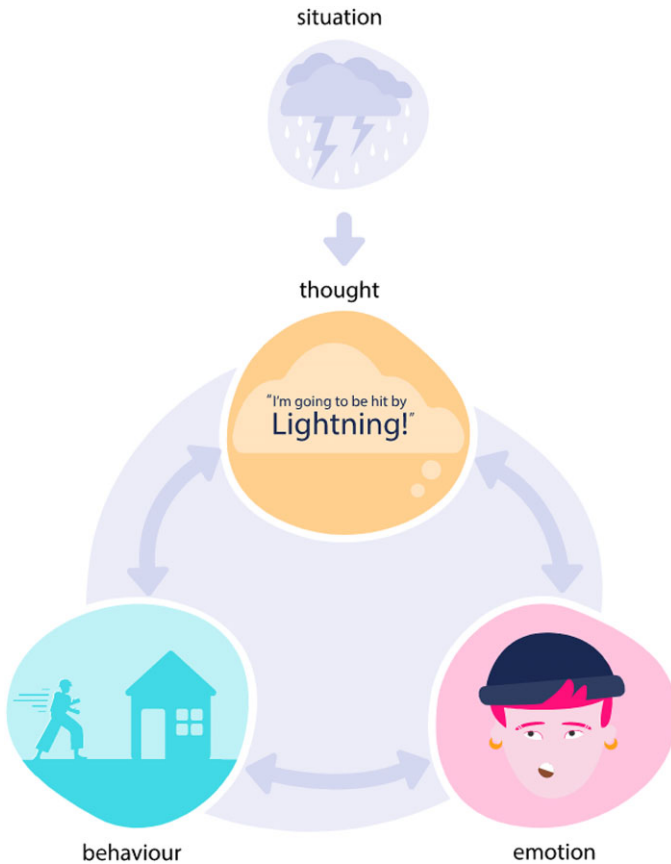 situation
thought
"I'm going to be hit by
Lightning!"
behaviour
emotion